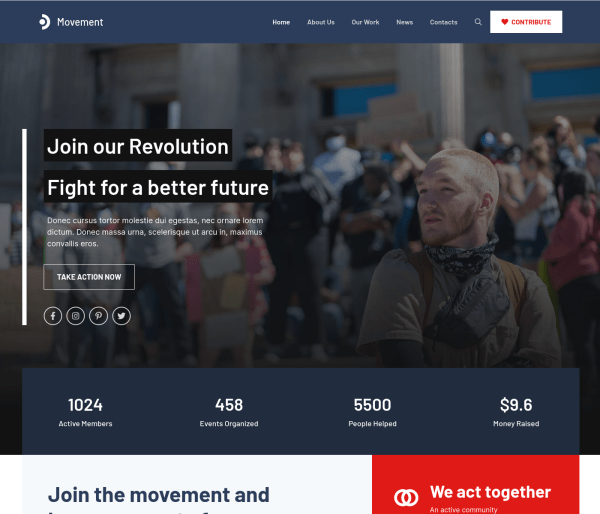 Movement
Home About Us Our Work News Contacts CONTRIBUTE
Join our Revolution
Fight for a better future
Donec cursus tortor molestie dui egestas, nec ornare lorem
dictum. Donec massa urna, scelerisque ut arcu in, maximus
convallis eros.
TAKE ACTION NOW
1024 458 5500 $9.6
Active Members Events Organized People Helped Money Raised
Join the movement and
We act together
An active community